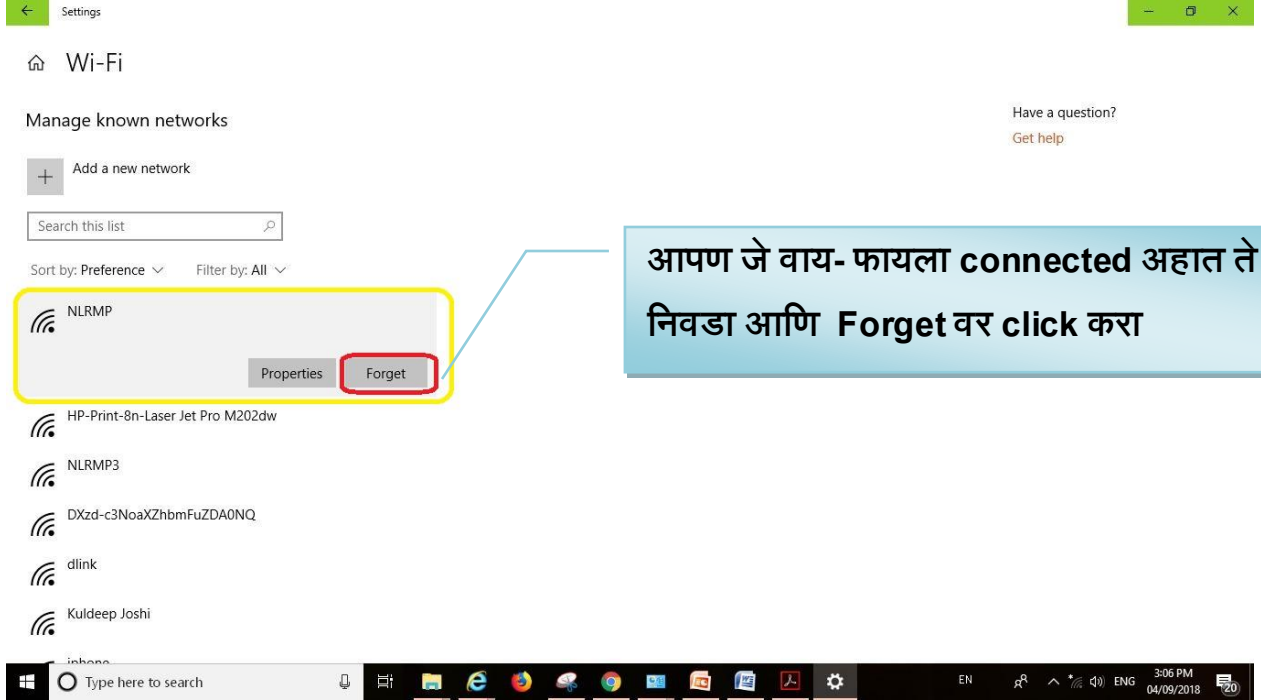 Settings
Wi-Fi
Manage known networks
Have a question?
Get help
Add a new network
Search this list
Sort by: Preference Filter by: All
NLRMP
Properties Forget
आपण जे वाय- फायला connected अहात ते
निवडा आणि Forget वर click करा
HP-Print-8n-Laser Jet Pro M202dw
NLRMP3
DXzd-c3NoaXZhbmFuZDA0NQ
dlink
Kuldeep Joshi
iphone
Type here to search
EN
ENG
3:06 PM
04/09/2018
20